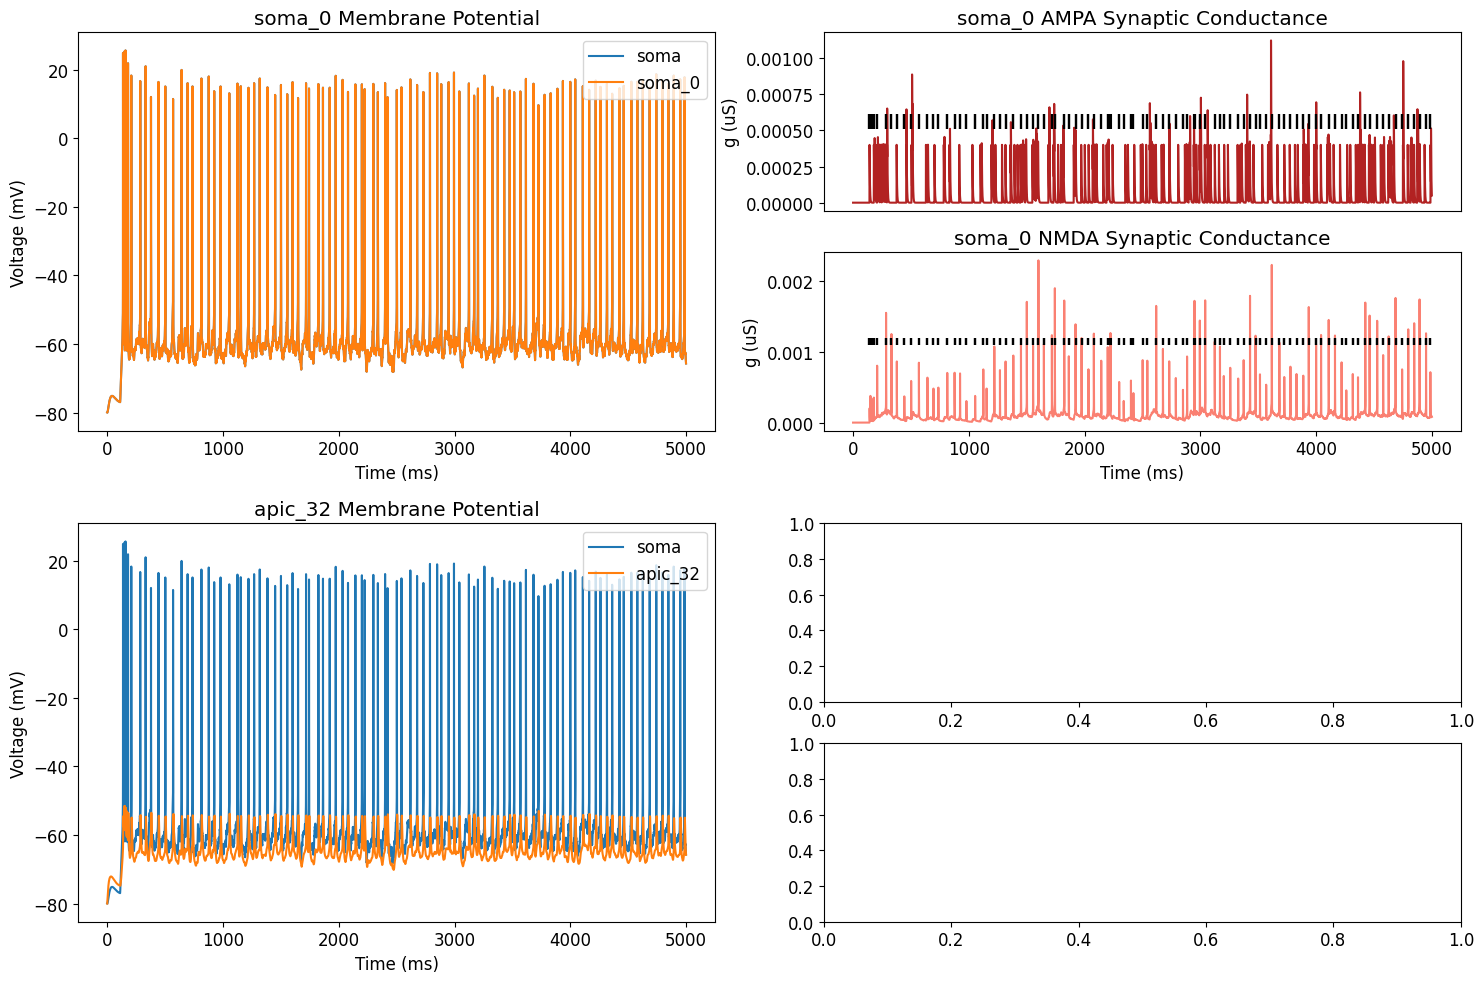 soma_0 Membrane Potential
20
0
−20
−40
−60
−80
Voltage (mV)
soma
soma_0
0 1000 2000 3000 4000 5000
Time (ms)
soma_0 AMPA Synaptic Conductance
0.00100
0.00075
0.00050
0.00025
0.00000
g (uS)
soma_0 NMDA Synaptic Conductance
0.002
0.001
0.000
g (uS)
0 1000 2000 3000 4000 5000
Time (ms)
apic_32 Membrane Potential
20
0
−20
−40
−60
−80
Voltage (mV)
soma
apic_32
0 1000 2000 3000 4000 5000
Time (ms)
1.0
0.8
0.6
0.4
0.2
0.0
0.0 0.2 0.4 0.6 0.8 1.0
1.0
0.8
0.6
0.4
0.2
0.0
0.0 0.2 0.4 0.6 0.8 1.0